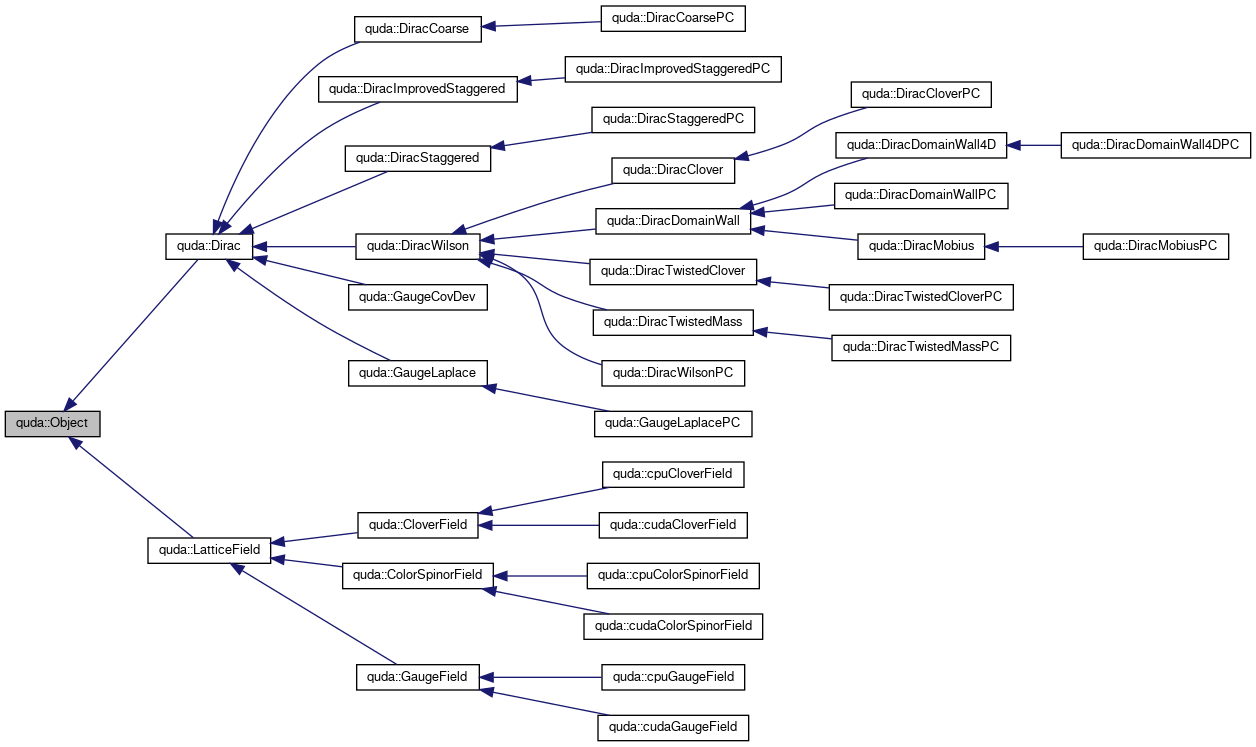 quda::DiracCoarse
quda::DiracCoarsePC
quda::DiracImprovedStaggered
quda::DiracImprovedStaggeredPC
quda::DiracStaggered
quda::DiracStaggeredPC
quda::DiracCloverPC
quda::DiracDomainWall4D
quda::DiracDomainWall4DPC
quda::DiracClover
quda::DiracDomainWallPC
quda::DiracDomainWall
quda::Dirac
quda::DiracWilson
quda::DiracMobius
quda::DiracMobiusPC
quda::DiracTwistedClover
quda::DiracTwistedCloverPC
quda::GaugeCovDev
quda::DiracTwistedMass
quda::DiracTwistedMassPC
quda::GaugeLaplace
quda::DiracWilsonPC
quda::Object
quda::GaugeLaplacePC
quda::cpuCloverField
quda::CloverField
quda::cudaCloverField
quda::LatticeField
quda::ColorSpinorField
quda::cpuColorSpinorField
quda::cudaColorSpinorField
quda::GaugeField
quda::cpuGaugeField
quda::cudaGaugeField